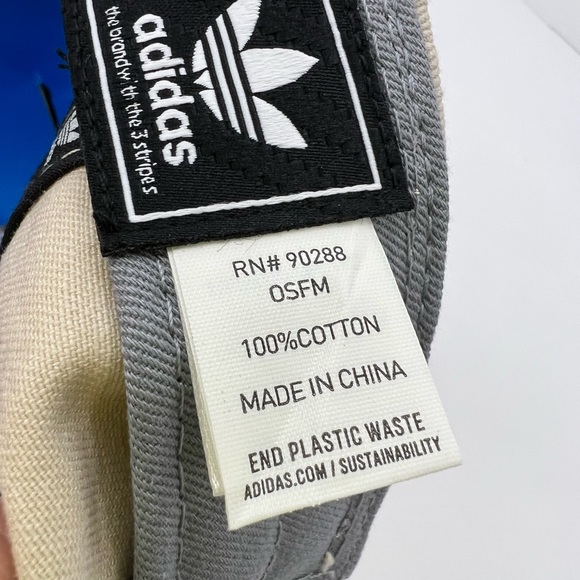 adidas
the brand with the 3 stripes
RN# 90288
OSFM
100%COTTON
MADE IN CHINA
END PLASTIC WASTE
ADIDAS.COM / SUSTAINABILITY